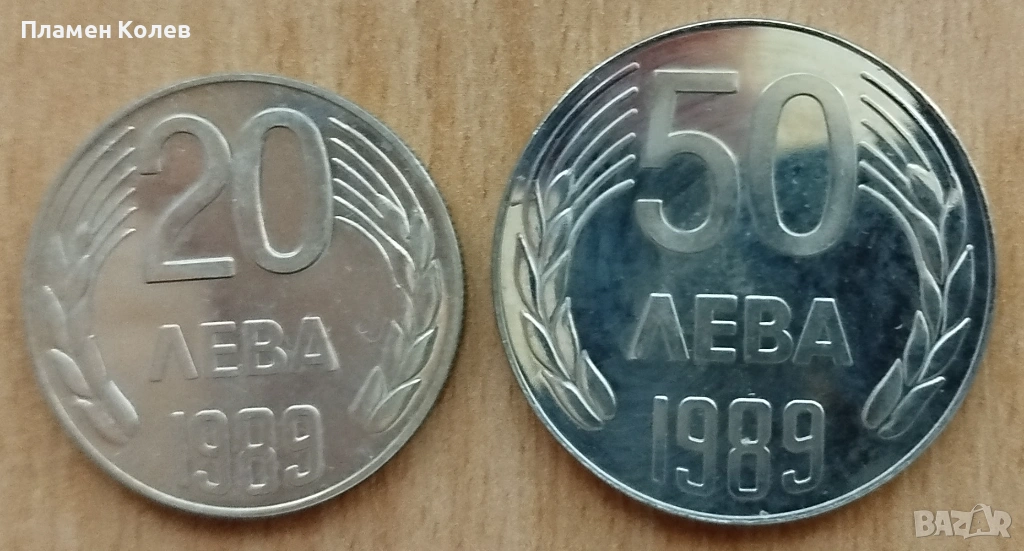 Пламен Колев
20
ЛЕВА
1989
50
ЛЕВА
1989
BAZAR